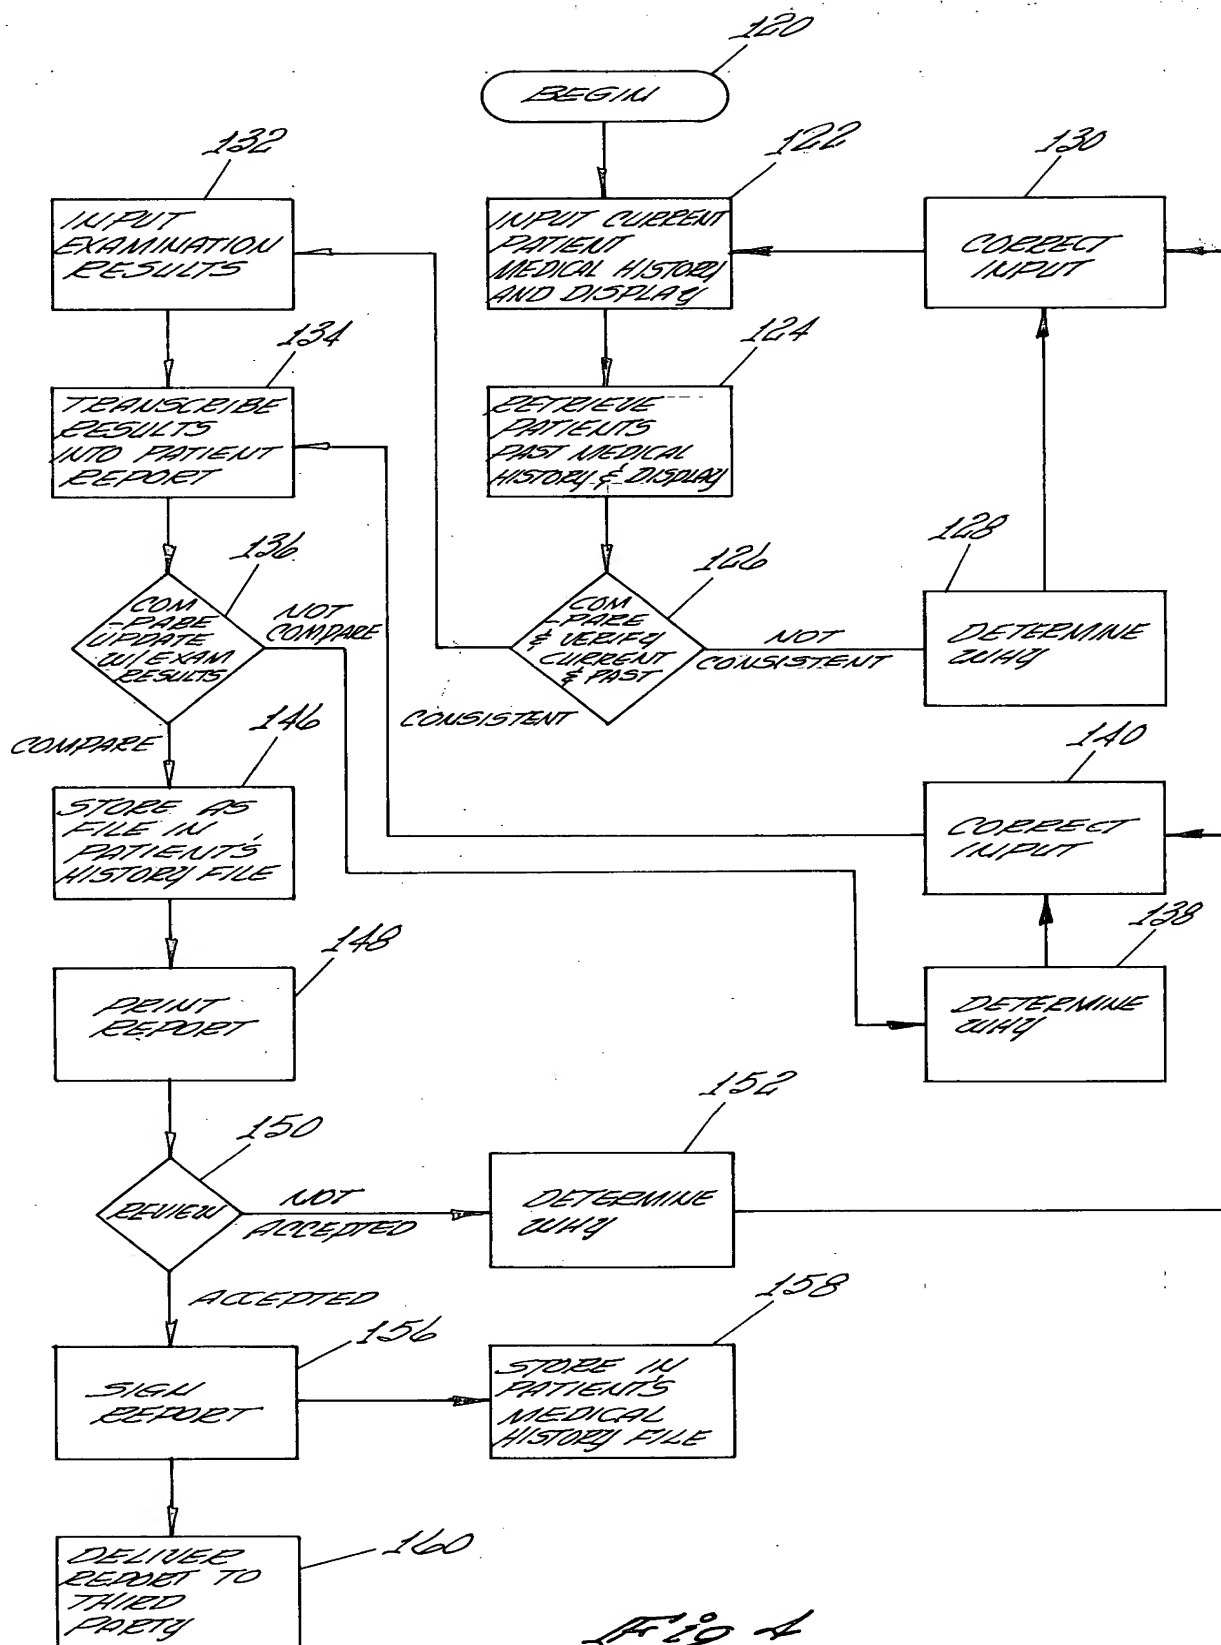 120
BEGIN
132
122
130
INPUT
EXAMINATION
RESULTS
INPUT CURRENT
PATIENT
MEDICAL HISTORY
AND DISPLAY
CORRECT
INPUT
134
124
TRANSCRIBE
RESULTS
INTO PATIENT
REPORT
RETRIEVE
PATIENTS
PAST MEDICAL
HISTORY & DISPLAY
136
126
128
COM
-PABE
UPDATE
W/ EXAM
RESULTS
NOT
COMPARE
COM
-PARE
& VERIFY
CURRENT
& PAST
NOT
CONSISTENT
DETERMINE
WHY
CONSISTENT
COMPARE
146
140
STORE AS
FILE IN
PATIENT'S
HISTORY FILE
CORRECT
INPUT
148
138
PRINT
REPORT
DETERMINE
WHY
150
152
REVIEW
NOT
ACCEPTED
DETERMINE
WHY
ACCEPTED
156
158
SIGN
REPORT
STORE IN
PATIENT'S
MEDICAL
HISTORY FILE
160
DELIVER
REPORT TO
THIRD
PARTY
Fig 4